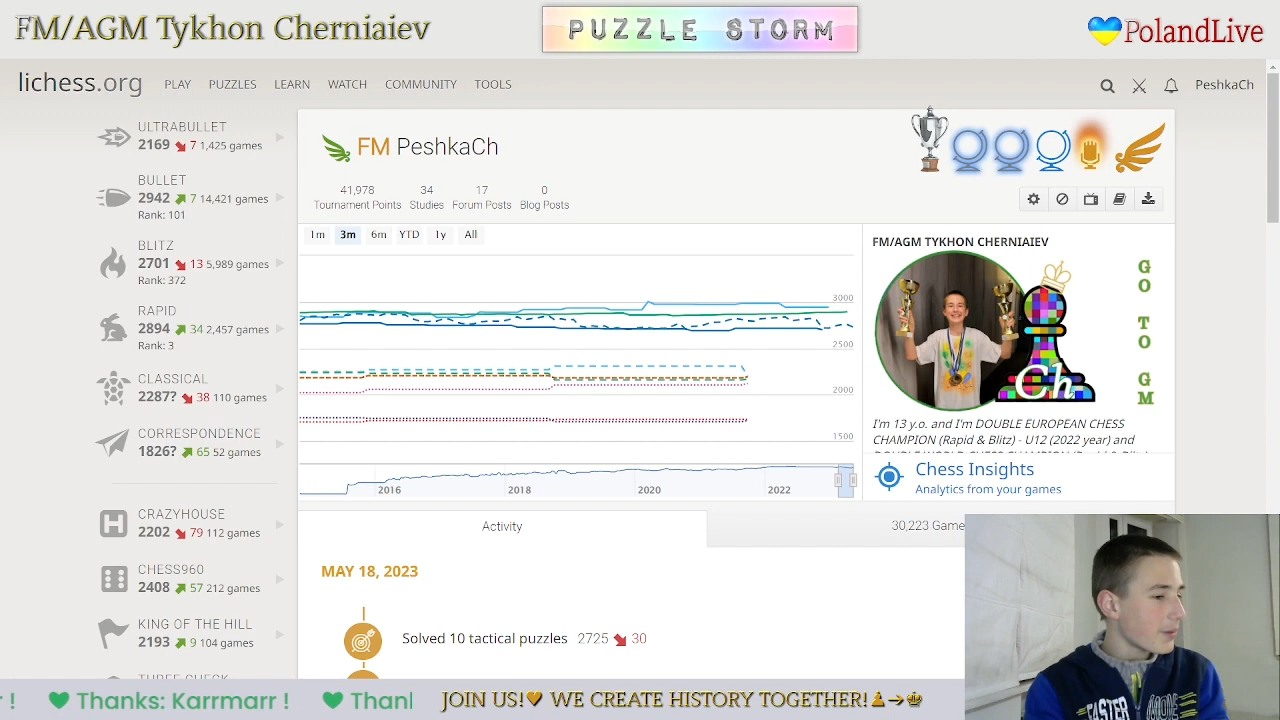 FM/AGM Tykhon Cherniaiev
PUZZLE STORM
PolandLive
lichess.org
PLAY
PUZZLES
LEARN
WATCH
COMMUNITY
TOOLS
PeshkaCh
ULTRABULLET
2169 7 1,425 games
BULLET
2942 7 14,421 games
Rank: 101
BLITZ
2701 13 5,989 games
Rank: 372
RAPID
2894 34 2,457 games
Rank: 3
CLASSICAL
2287? 38 110 games
CORRESPONDENCE
1826? 65 52 games
CRAZYHOUSE
2202 79 112 games
CHESS960
2408 57 212 games
KING OF THE HILL
2193 9 104 games
FM PeshkaCh
41,978 34 17 0
Tournament Points Studies Forum Posts Blog Posts
1m 3m 6m YTD 1y All
3000
2500
2000
1500
2016 2018 2020 2022
FM/AGM TYKHON CHERNIAIEV
Ch
GO
TO
GM
I'm 13 y.o. and I'm DOUBLE EUROPEAN CHESS
CHAMPION (Rapid & Blitz) - U12 (2022 year) and
Chess Insights
Analytics from your games
Activity
30,223 Game
MAY 18, 2023
Solved 10 tactical puzzles 2725 30
FASTER
MORE
r ! Thanks: Karrmarr ! Thanl
JOIN US! WE CREATE HISTORY TOGETHER!